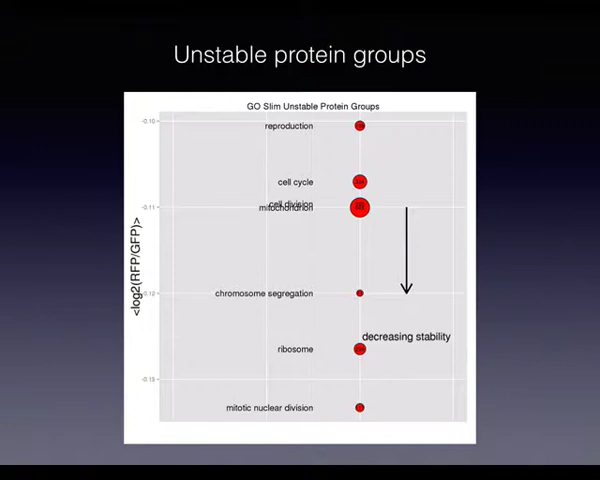 Unstable protein groups
GO Slim Unstable Protein Groups
-0.10
reproduction
cell cycle
cell division
mitochondrion
-0.11
<log2(RFP/GFP)>
chromosome segregation
-0.12
decreasing stability
ribosome
-0.13
mitotic nuclear division